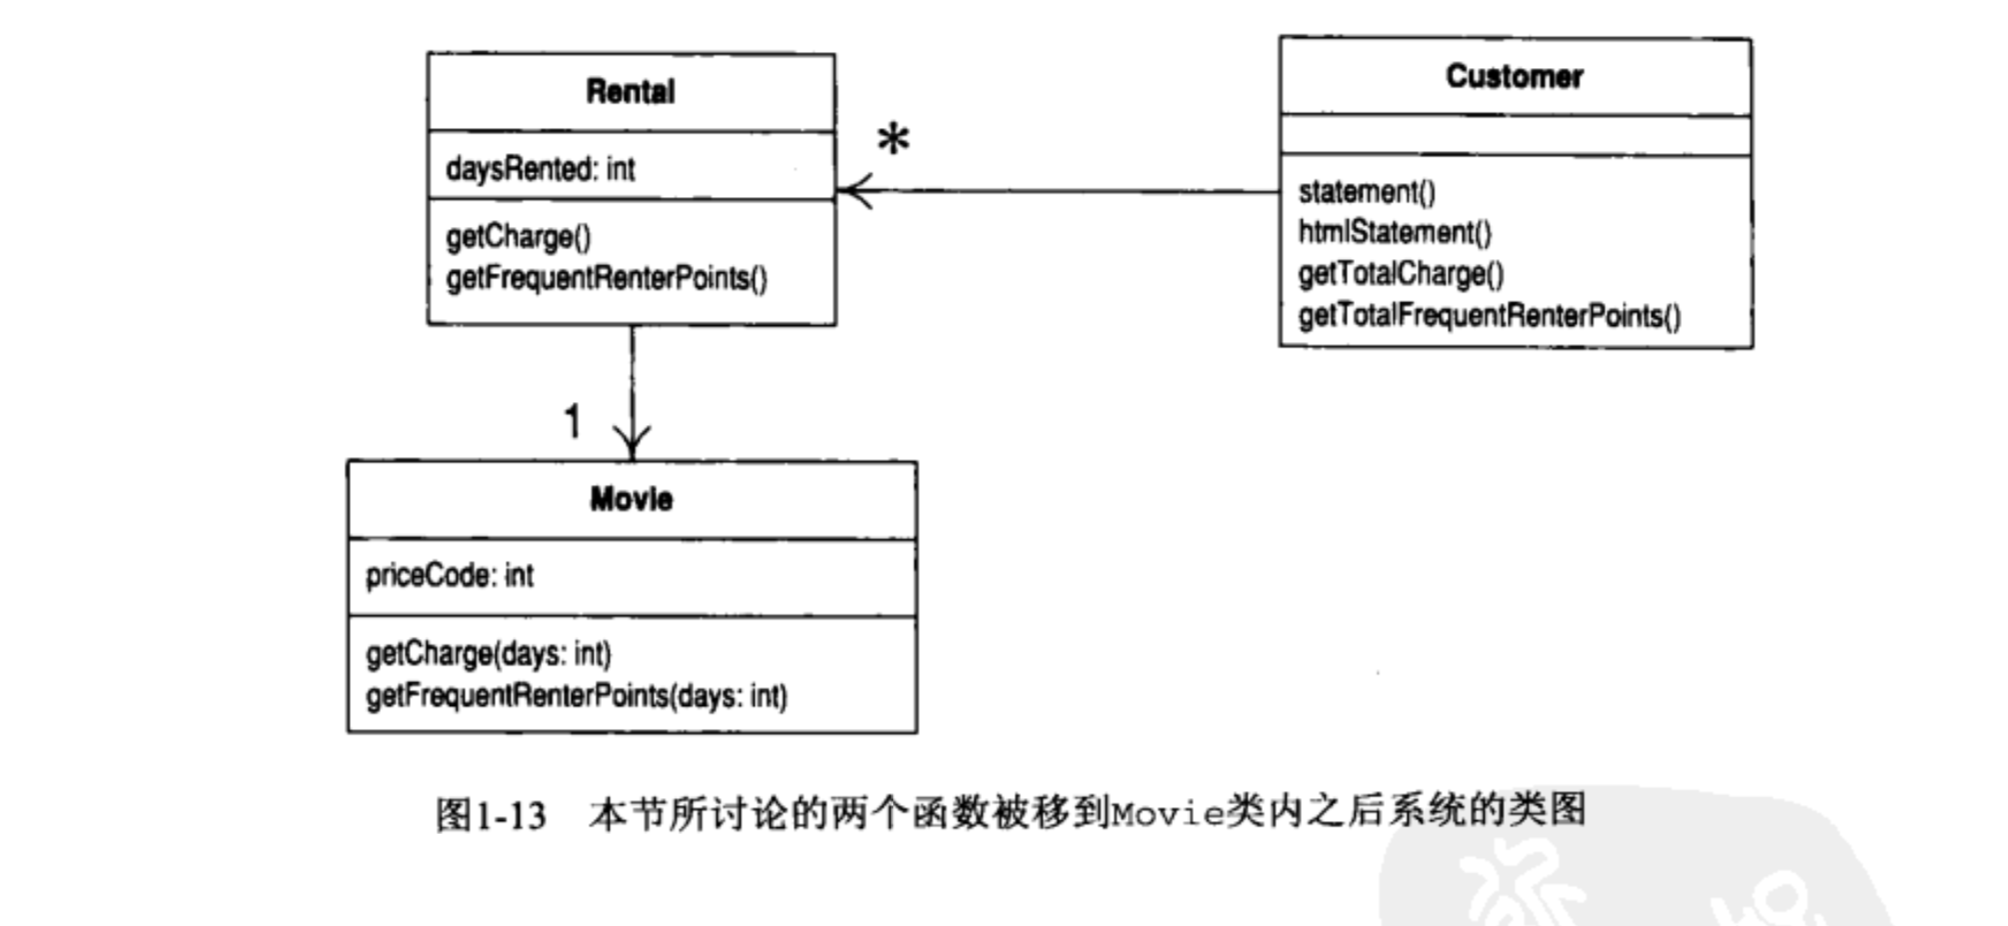 Rental
daysRented: int
getCharge()
getFrequentRenterPoints()
*
Customer
statement()
htmlStatement()
getTotalCharge()
getTotalFrequentRenterPoints()
1
Movie
priceCode: int
getCharge(days: int)
getFrequentRenterPoints(days: int)
图1-13 本节所讨论的两个函数被移到Movie类内之后系统的类图